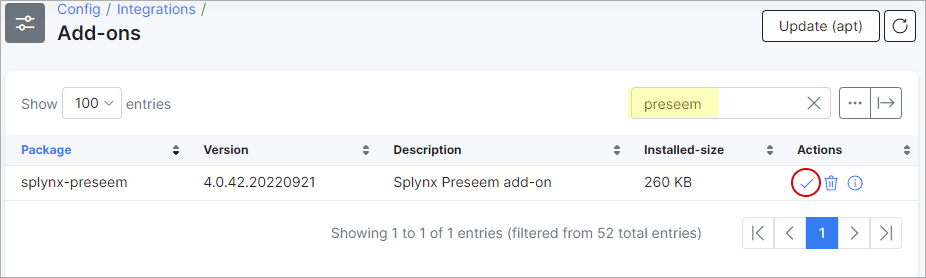 Config / Integrations /
Add-ons
Update (apt)
Show 100 entries
preseem
Package Version Description Installed-size Actions
splynx-preseem 4.0.42.20220921 Splynx Preseem add-on 260 KB
Showing 1 to 1 of 1 entries (filtered from 52 total entries) 1